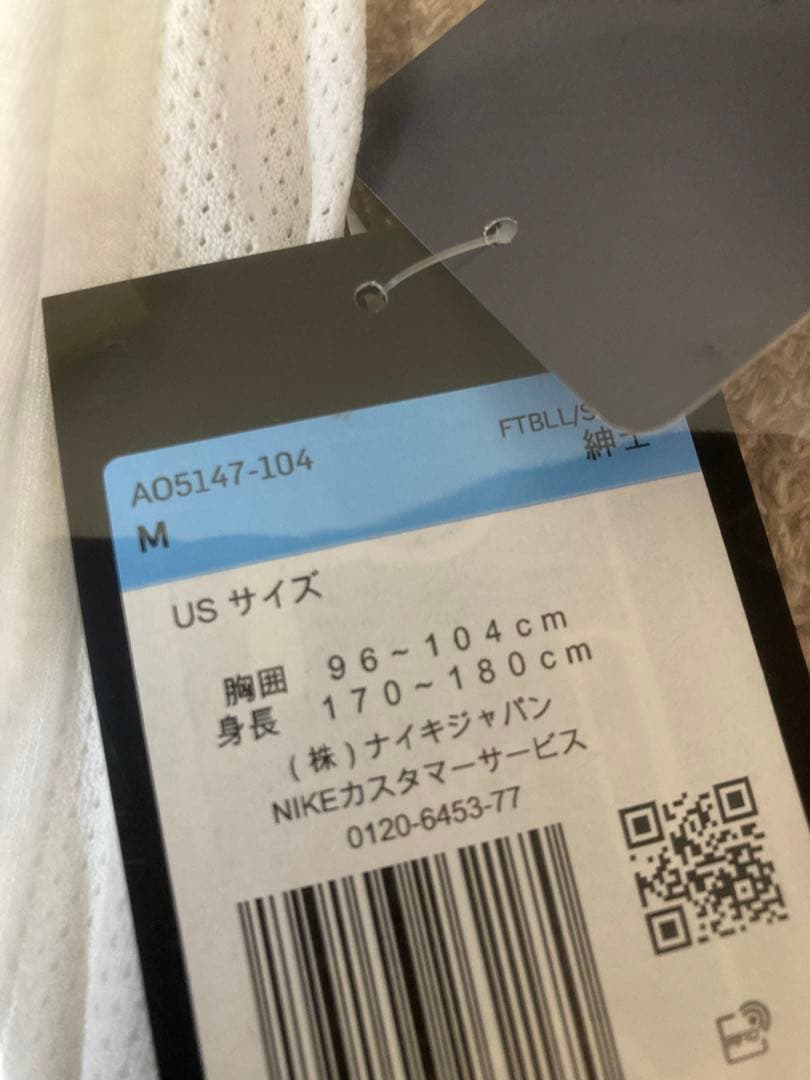 AO5147-104
FTBLL/S
M
紳士
US サイズ
胸囲 96~104cm
身長 170~180cm
(株)ナイキジャパン
NIKEカスタマーサービス
0120-6453-77